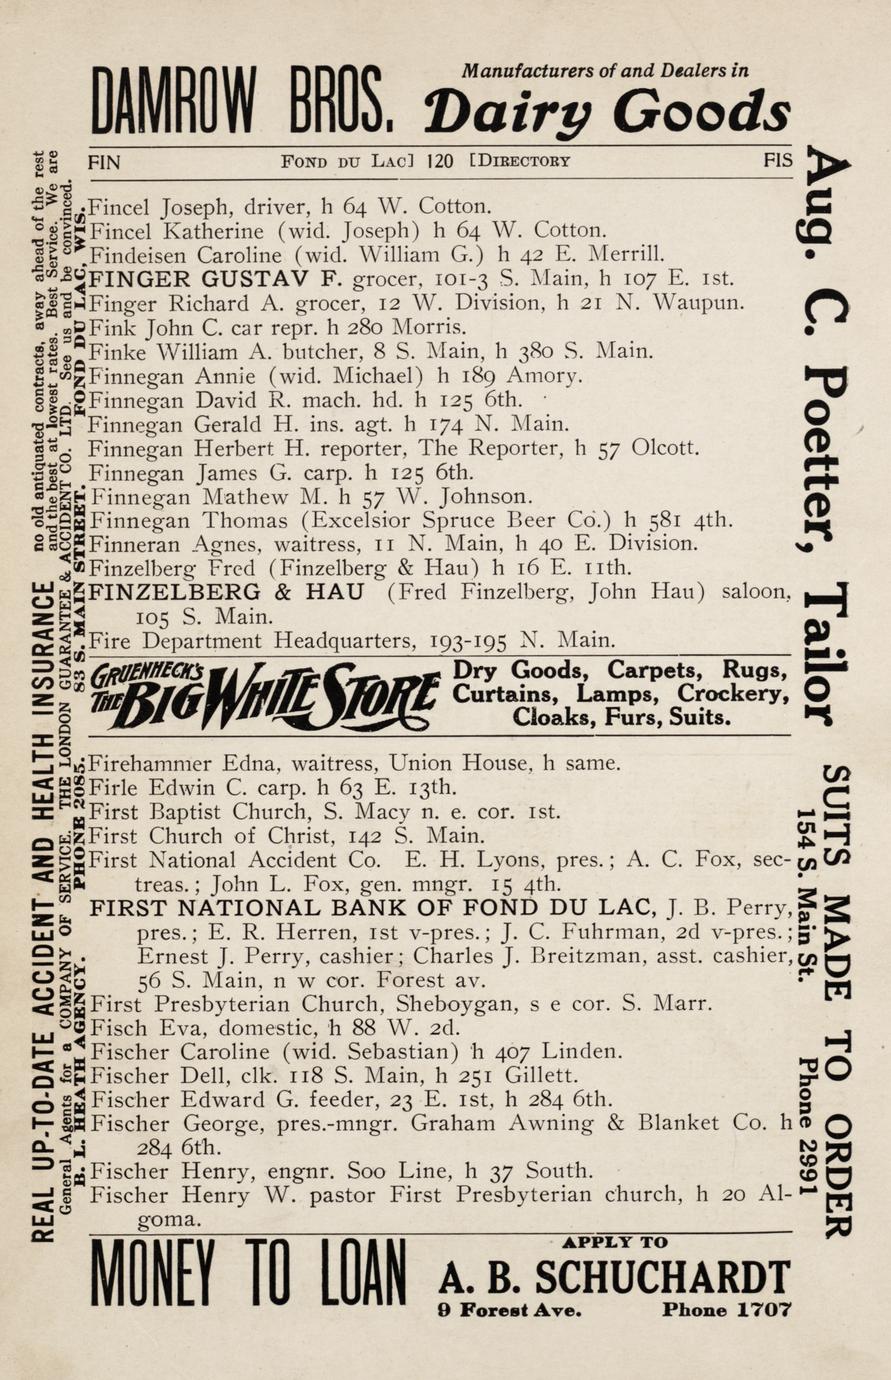 DAMROW BROS. Manufacturers of and Dealers in
Dairy Goods
FIN FOND DU LAC] 120 [DIRECTORY FIS
Fincel Joseph, driver, h 64 W. Cotton.
Fincel Katherine (wid. Joseph) h 64 W. Cotton.
Findeisen Caroline (wid. William G.) h 42 E. Merrill.
FINGER GUSTAV F. grocer, 101-3 S. Main, h 107 E. 1st.
Finger Richard A. grocer, 12 W. Division, h 21 N. Waupun.
Fink John C. car repr. h 280 Morris.
Finke William A. butcher, 8 S. Main, h 380 S. Main.
Finnegan Annie (wid. Michael) h 189 Amory.
Finnegan David R. mach. hd. h 125 6th.
Finnegan Gerald H. ins. agt. h 174 N. Main.
Finnegan Herbert H. reporter, The Reporter, h 57 Olcott.
Finnegan James G. carp. h 125 6th.
Finnegan Mathew M. h 57 W. Johnson.
Finnegan Thomas (Excelsior Spruce Beer Co.) h 581 4th.
Finneran Agnes, waitress, 11 N. Main, h 40 E. Division.
Finzelberg Fred (Finzelberg & Hau) h 16 E. 11th.
FINZELBERG & HAU (Fred Finzelberg, John Hau) saloon,
105 S. Main.
Fire Department Headquarters, 193-195 N. Main.
GRUENHECK'S
THE BIG WHITE STORE
Dry Goods, Carpets, Rugs,
Curtains, Lamps, Crockery,
Cloaks, Furs, Suits.
Firehammer Edna, waitress, Union House, h same.
Firle Edwin C. carp. h 63 E. 13th.
First Baptist Church, S. Macy n. e. cor. 1st.
First Church of Christ, 142 S. Main.
First National Accident Co. E. H. Lyons, pres.; A. C. Fox, sec-
treas.; John L. Fox, gen. mngr. 15 4th.
FIRST NATIONAL BANK OF FOND DU LAC, J. B. Perry,
pres.; E. R. Herren, 1st v-pres.; J. C. Fuhrman, 2d v-pres.;
Ernest J. Perry, cashier; Charles J. Breitzman, asst. cashier,
56 S. Main, n w cor. Forest av.
First Presbyterian Church, Sheboygan, s e cor. S. Marr.
Fisch Eva, domestic, h 88 W. 2d.
Fischer Caroline (wid. Sebastian) h 407 Linden.
Fischer Dell, clk. 118 S. Main, h 251 Gillett.
Fischer Edward G. feeder, 23 E. 1st, h 284 6th.
Fischer George, pres.-mngr. Graham Awning & Blanket Co. h
284 6th.
Fischer Henry, engnr. Soo Line, h 37 South.
Fischer Henry W. pastor First Presbyterian church, h 20 Al-
goma.
MONEY TO LOAN
APPLY TO
A. B. SCHUCHARDT
9 Forest Ave. Phone 1707
REAL UP-TO-DATE ACCIDENT AND HEALTH INSURANCE no old antiquated contracts, away ahead of the rest
and the best at lowest rates. Best Service. We are
General Agents for a COMPANY OF SERVICE. THE LONDON GUARANTEE & ACCIDENT CO. LTD. See us and be convinced.
B. L. HEATH AGENCY. PHONE 2085. 83 S. MAIN STREET. FOND DU LAC, WIS.
Aug. C. Poetter, Tailor
SUITS MADE TO ORDER
154 S. Main St. Phone 2991